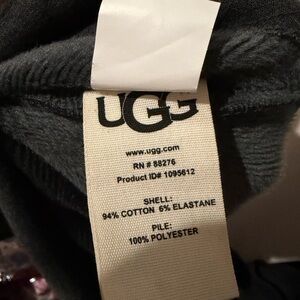 UGG
www.ugg.com
RN # 88276
Product ID# 1095612
SHELL:
94% COTTON 6% ELASTANE
PILE:
100% POLYESTER